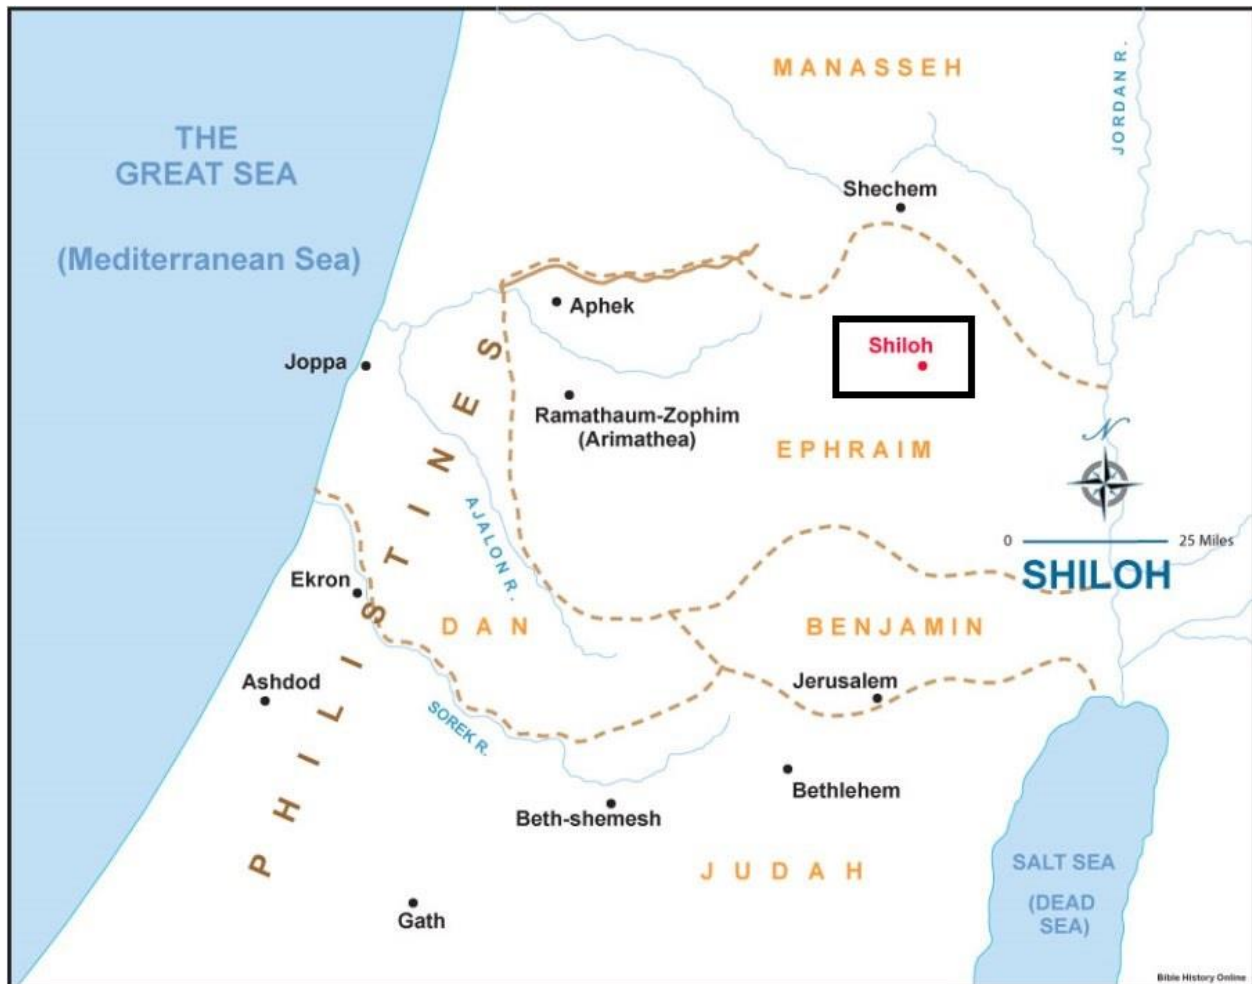 MANASSEH
JORDAN R.
THE
GREAT SEA
(Mediterranean Sea)
Shechem
Aphek
Shiloh
Joppa
Ramathaum-Zophim
(Arimathea)
EPHRAIM
N
PHILISTINES
AJALON R.
0 25 Miles
SHILOH
Ekron
DAN
BENJAMIN
Ashdod
Jerusalem
SOREK R.
Bethlehem
Beth-shemesh
JUDAH
SALT SEA
(DEAD
SEA)
Gath
Bible History Online